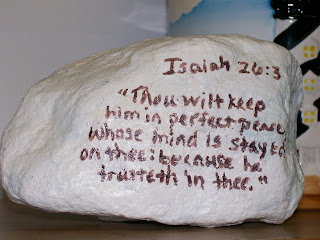 Isaiah 26:3
"Thou wilt keep
him in perfect peace
whose mind is stayed
on thee: because he
trusteth in thee."